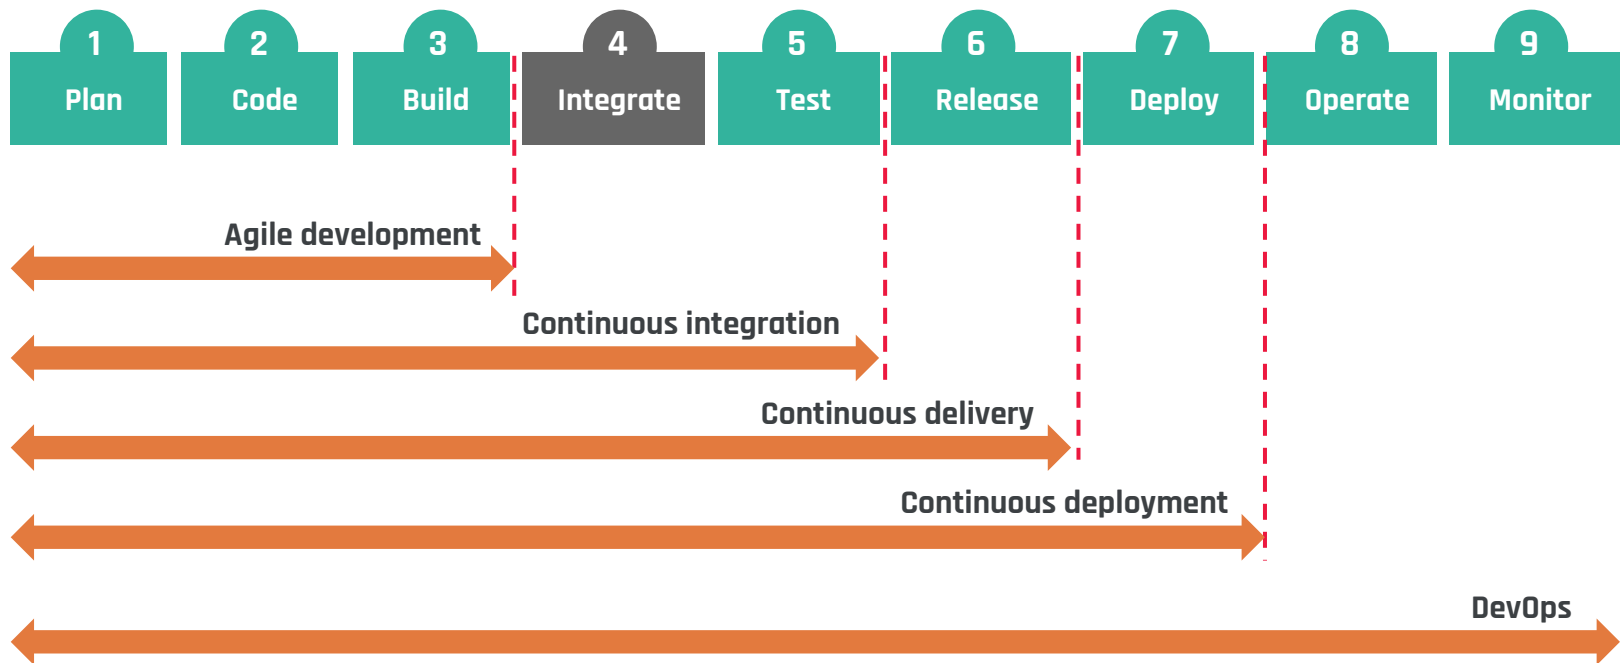 1 2 3 4 5 6 7 8 9
Plan Code Build Integrate Test Release Deploy Operate Monitor
Agile development
Continuous integration
Continuous delivery
Continuous deployment
DevOps